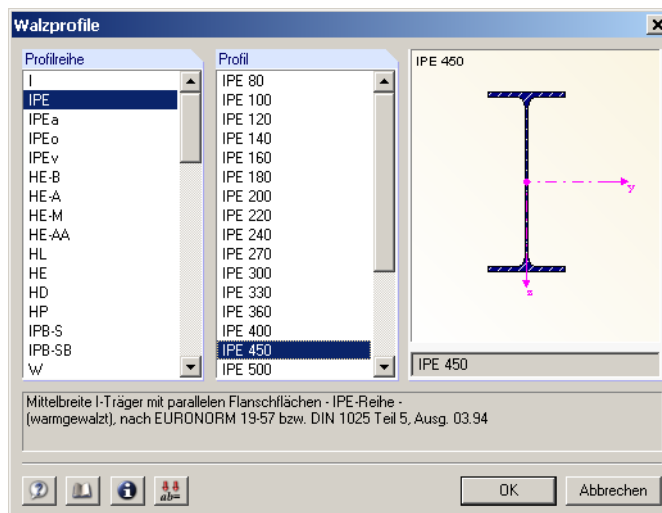 Walzprofile
Profilreihe
I
IPE
IPEa
IPEo
IPEv
HE-B
HE-A
HE-M
HE-AA
HL
HE
HD
HP
IPB-S
IPB-SB
W
Profil
IPE 80
IPE 100
IPE 120
IPE 140
IPE 160
IPE 180
IPE 200
IPE 220
IPE 240
IPE 270
IPE 300
IPE 330
IPE 360
IPE 400
IPE 450
IPE 500
IPE 450
y
z
IPE 450
Mittelbreite I-Träger mit parallelen Flanschflächen - IPE-Reihe -
(warmgewalzt), nach EURONORM 19-57 bzw. DIN 1025 Teil 5, Ausg. 03.94
ab=
OK
Abbrechen